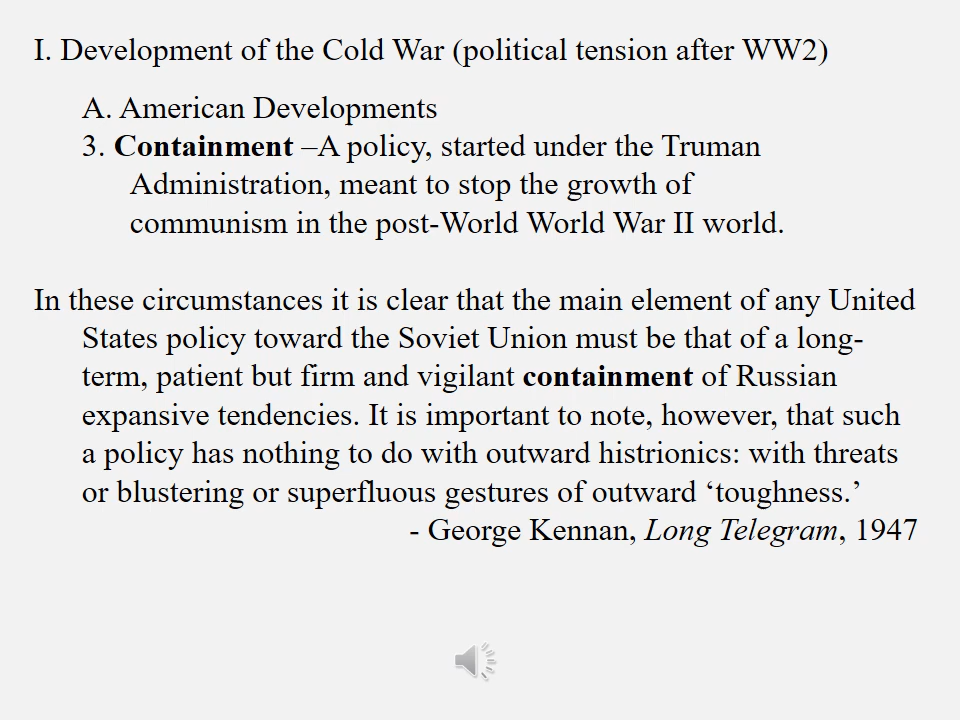 I. Development of the Cold War (political tension after WW2)
A. American Developments
3. Containment –A policy, started under the Truman
Administration, meant to stop the growth of
communism in the post-World World War II world.
In these circumstances it is clear that the main element of any United
States policy toward the Soviet Union must be that of a long-
term, patient but firm and vigilant containment of Russian
expansive tendencies. It is important to note, however, that such
a policy has nothing to do with outward histrionics: with threats
or blustering or superfluous gestures of outward ‘toughness.’
- George Kennan, Long Telegram, 1947